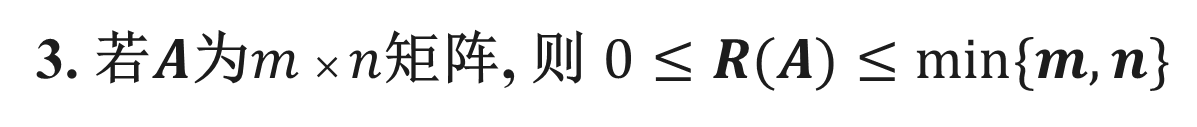 3. 若A为m × n矩阵, 则 0 ≤ R(A) ≤ min{m, n}